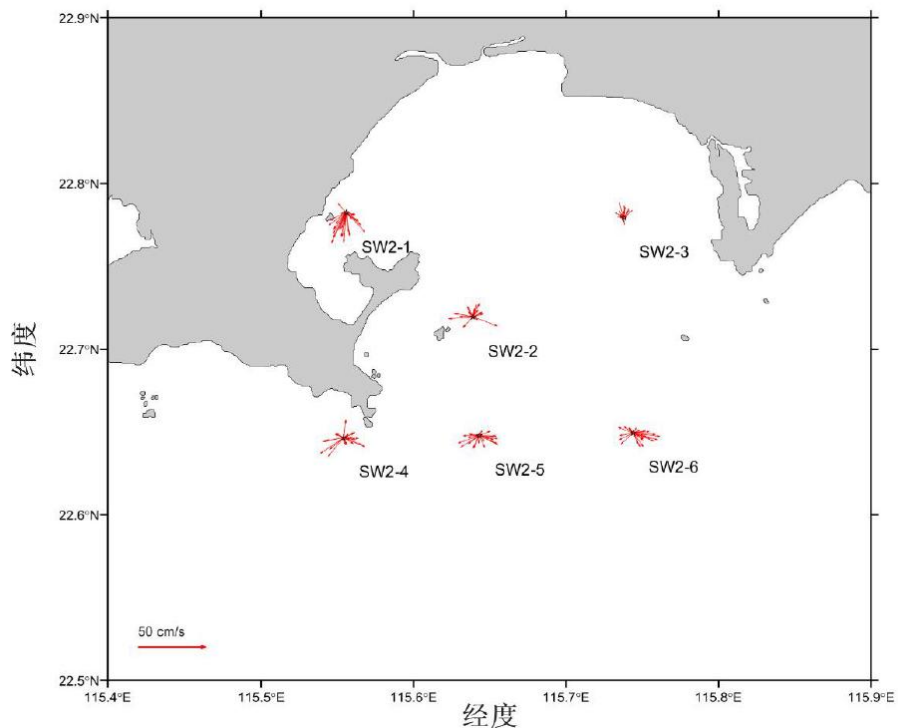 22.9°N
22.8°N
22.7°N
22.6°N
22.5°N
纬度
SW2-1
SW2-3
SW2-2
SW2-4
SW2-5
SW2-6
50 cm/s
115.4°E
115.5°E
115.6°E
115.7°E
115.8°E
115.9°E
经度